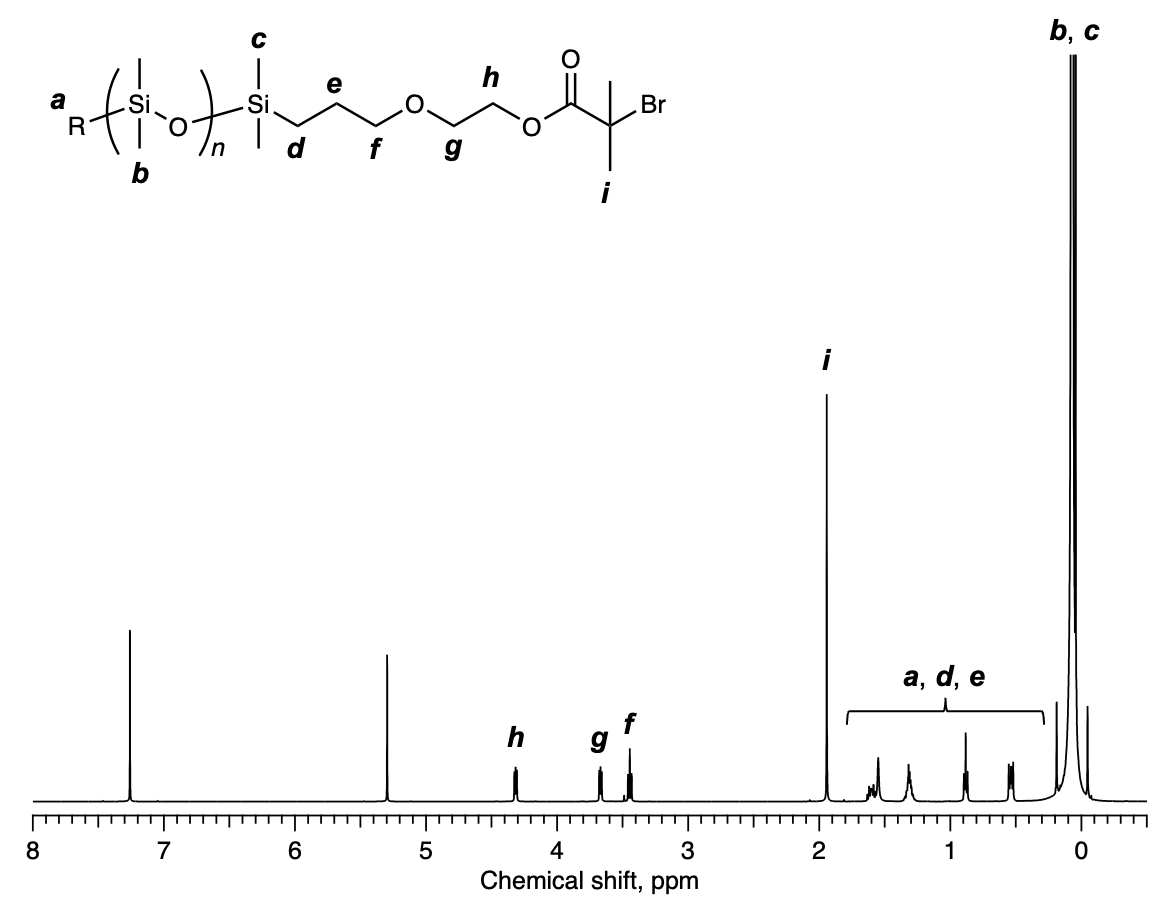 b, c
c
O
h
e
a
Si
Si
O
Br
R
O
n
O
d
f
g
b
i
i
a, d, e
f
h
g
8 7 6 5 4 3 2 1 0
Chemical shift, ppm